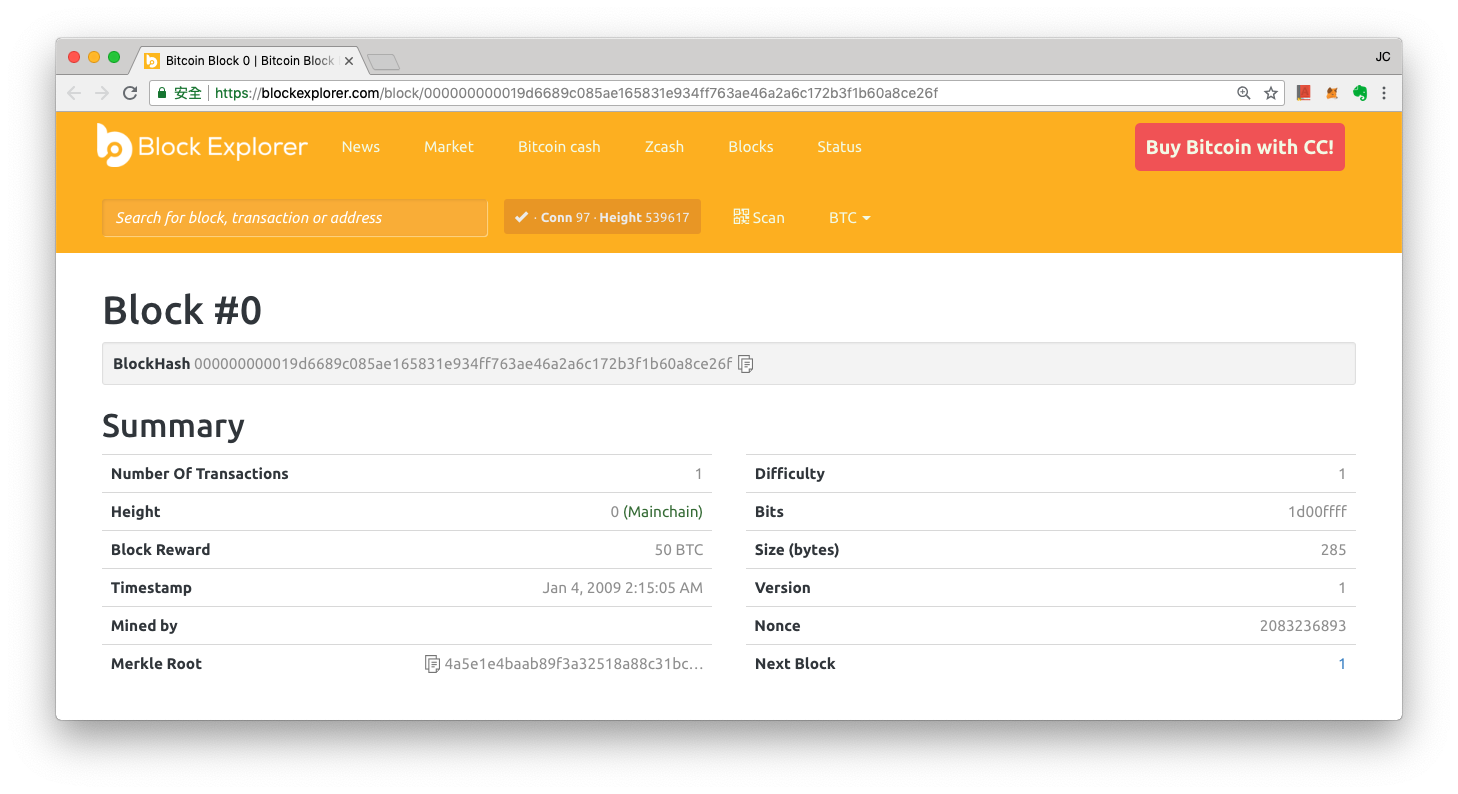 Bitcoin Block 0 | Bitcoin Block
JC
安全 https://blockexplorer.com/block/000000000019d6689c085ae165831e934ff763ae46a2a6c172b3f1b60a8ce26f
Block Explorer News Market Bitcoin cash Zcash Blocks Status Buy Bitcoin with CC!
Search for block, transaction or address · Conn 97 · Height 539617 Scan BTC
Block #0
BlockHash 000000000019d6689c085ae165831e934ff763ae46a2a6c172b3f1b60a8ce26f
Summary
Number Of Transactions 1
Height 0 (Mainchain)
Block Reward 50 BTC
Timestamp Jan 4, 2009 2:15:05 AM
Mined by
Merkle Root 4a5e1e4baab89f3a32518a88c31bc...
Difficulty 1
Bits 1d00ffff
Size (bytes) 285
Version 1
Nonce 2083236893
Next Block 1